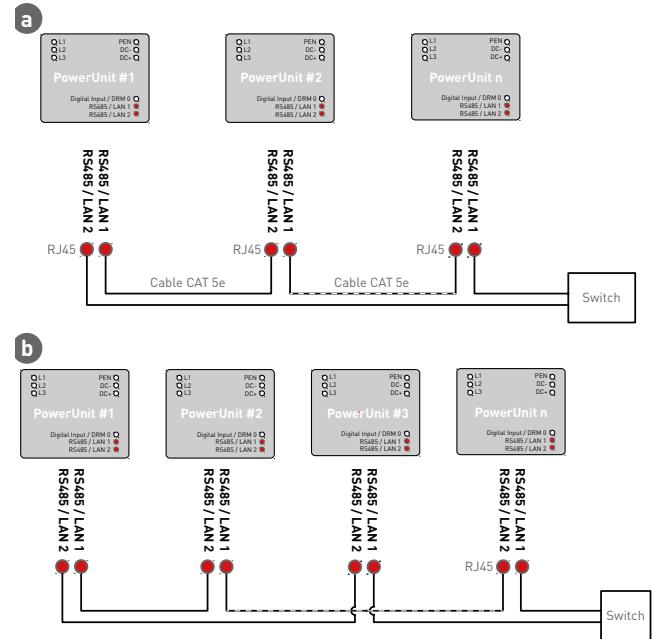 a
L1 PEN
L2 DC-
L3 DC+
PowerUnit #1
Digital Input / DRM 0
RS485 / LAN 1
RS485 / LAN 2
L1 PEN
L2 DC-
L3 DC+
PowerUnit #2
Digital Input / DRM 0
RS485 / LAN 1
RS485 / LAN 2
L1 PEN
L2 DC-
L3 DC+
PowerUnit n
Digital Input / DRM 0
RS485 / LAN 1
RS485 / LAN 2
RS485 / LAN 1
RS485 / LAN 2
RS485 / LAN 1
RS485 / LAN 2
RS485 / LAN 1
RS485 / LAN 2
RJ45
RJ45
RJ45
Cable CAT 5e
Cable CAT 5e
Switch
b
L1 PEN
L2 DC-
L3 DC+
PowerUnit #1
Digital Input / DRM 0
RS485 / LAN 1
RS485 / LAN 2
L1 PEN
L2 DC-
L3 DC+
PowerUnit #2
Digital Input / DRM 0
RS485 / LAN 1
RS485 / LAN 2
L1 PEN
L2 DC-
L3 DC+
PowerUnit #3
Digital Input / DRM 0
RS485 / LAN 1
RS485 / LAN 2
L1 PEN
L2 DC-
L3 DC+
PowerUnit n
Digital Input / DRM 0
RS485 / LAN 1
RS485 / LAN 2
RS485 / LAN 1
RS485 / LAN 2
RS485 / LAN 1
RS485 / LAN 2
RS485 / LAN 1
RS485 / LAN 2
RS485 / LAN 1
RS485 / LAN 2
RJ45
Switch